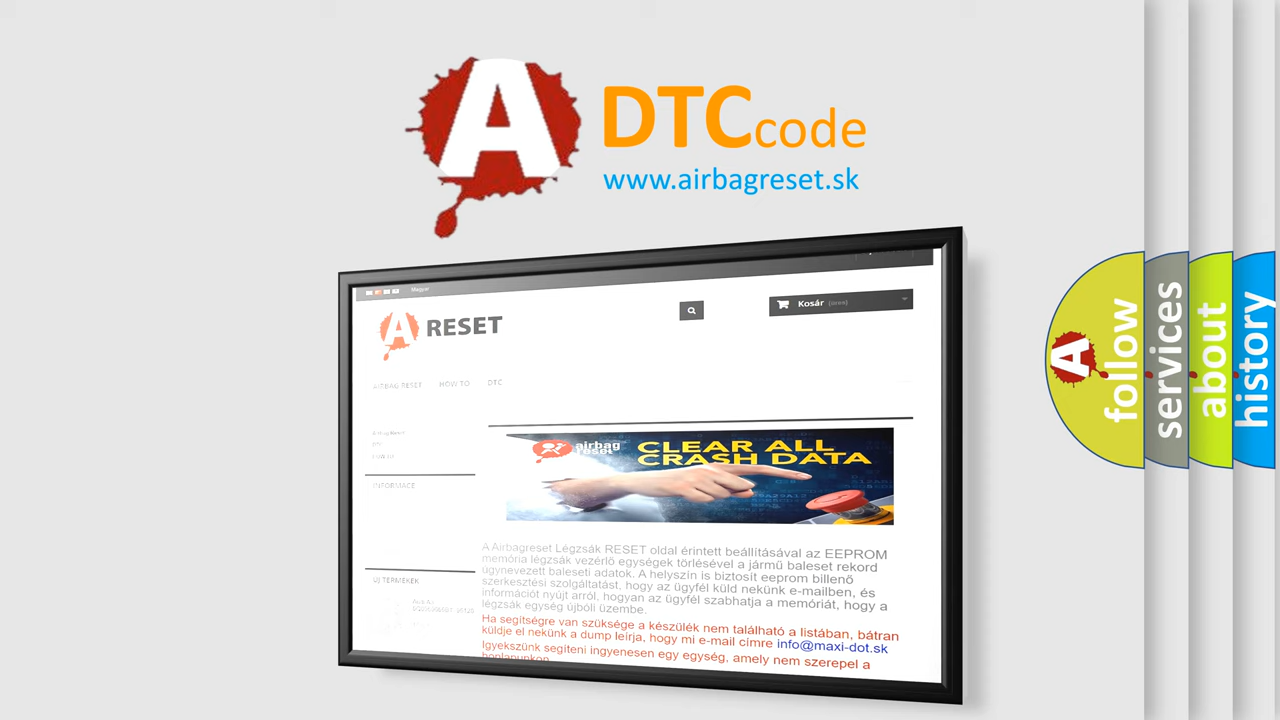 A
DTCcode
www.airbagreset.sk
Magyar
A RESET
Kosár (üres)
AIRBAG RESET HOW TO DTC
Airbag Reset
DTC
INFORMACE
airbag
reset
CLEAR ALL
CRASH DATA
A Airbagreset Légzsák RESET oldal érintett beállításával az EEPROM
memória légzsák vezérlő egységek törlésével a jármű baleset rekord
úgynevezett baleseti adatok. A helyszín is biztosít eeprom billenő
szerkesztési szolgáltatást, hogy az ügyfél küld nekünk e-mailben, és
információt nyújt arról, hogyan az ügyfél szabhatja a memóriát, hogy a
légzsák egység újbóli üzembe.
Ha segítségre van szüksége a készülék nem található a listában, bátran
küldje el nekünk a dump leírja, hogy mi e-mail címre info@maxi-dot.sk
Igyekszünk segíteni ingyenesen egy egység, amely nem szerepel a
honlapunkon
ÚJ TERMÉKEK
A follow
services
about
history